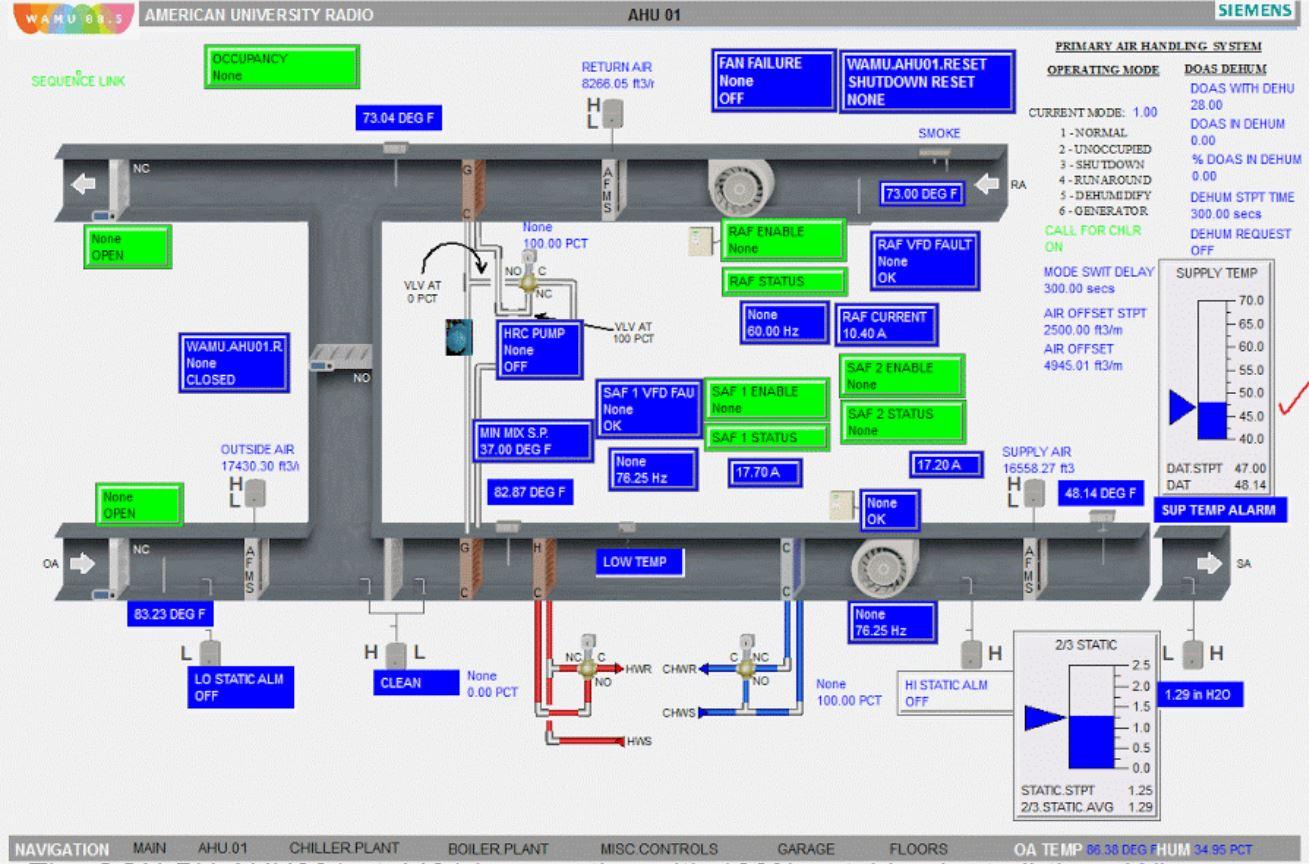 WAMU 88.5
AMERICAN UNIVERSITY RADIO
AHU 01
SIEMENS
SEQUENCE LINK
OCCUPANCY
None
RETURN AIR
8266.05 ft3/r
H
L
FAN FAILURE
None
OFF
WAMU.AHU01.RESET
SHUTDOWN RESET
NONE
PRIMARY AIR HANDLING SYSTEM
OPERATING MODE
CURRENT MODE: 1.00
1 - NORMAL
2 - UNOCCUPIED
3 - SHUTDOWN
4 - RUNAROUND
5 - DEHUMIDIFY
6 - GENERATOR
CALL FOR CHLR
ON
MODE SWIT DELAY
300.00 secs
AIR OFFSET STPT
2500.00 ft3/m
AIR OFFSET
4945.01 ft3/m
DOAS DEHUM
DOAS WITH DEHU
28.00
DOAS IN DEHUM
0.00
% DOAS IN DEHUM
0.00
DEHUM STPT TIME
300.00 secs
DEHUM REQUEST
OFF
73.04 DEG F
SMOKE
NC
G
C
AFMS
73.00 DEG F
RA
None
OPEN
None
100.00 PCT
NO C
NC
VLV AT
0 PCT
VLV AT
100 PCT
HRC PUMP
None
OFF
RAF ENABLE
None
RAF STATUS
RAF VFD FAULT
None
OK
None
60.00 Hz
RAF CURRENT
10.40 A
SUPPLY TEMP
70.0
65.0
60.0
55.0
50.0
45.0
40.0
DAT.STPT 47.00
DAT 48.14
SUP TEMP ALARM
WAMU.AHU01.R
None
CLOSED
NO
SAF 1 VFD FAU
None
OK
SAF 1 ENABLE
None
SAF 1 STATUS
SAF 2 ENABLE
None
SAF 2 STATUS
None
MIN MIX S.P.
37.00 DEG F
None
76.25 Hz
17.70 A
17.20 A
82.87 DEG F
OUTSIDE AIR
17430.30 ft3/
H
L
SUPPLY AIR
16558.27 ft3
H
L
48.14 DEG F
None
OPEN
None
OK
OA
NC
AFMS
G
C
H
C
LOW TEMP
C
C
AFMS
SA
83.23 DEG F
None
76.25 Hz
L
LO STATIC ALM
OFF
H L
CLEAN
None
0.00 PCT
NC C
NO
HWR
HWS
C NC
NO
CHWR
CHWS
None
100.00 PCT
H
HI STATIC ALM
OFF
2/3 STATIC
2.5
2.0
1.5
1.0
0.5
0.0
STATIC.STPT 1.25
2/3.STATIC.AVG 1.29
L H
1.29 in H2O
NAVIGATION MAIN AHU.01 CHILLER.PLANT BOILER.PLANT MISC.CONTROLS GARAGE FLOORS OA TEMP 86.38 DEG F HUM 34.95 PCT